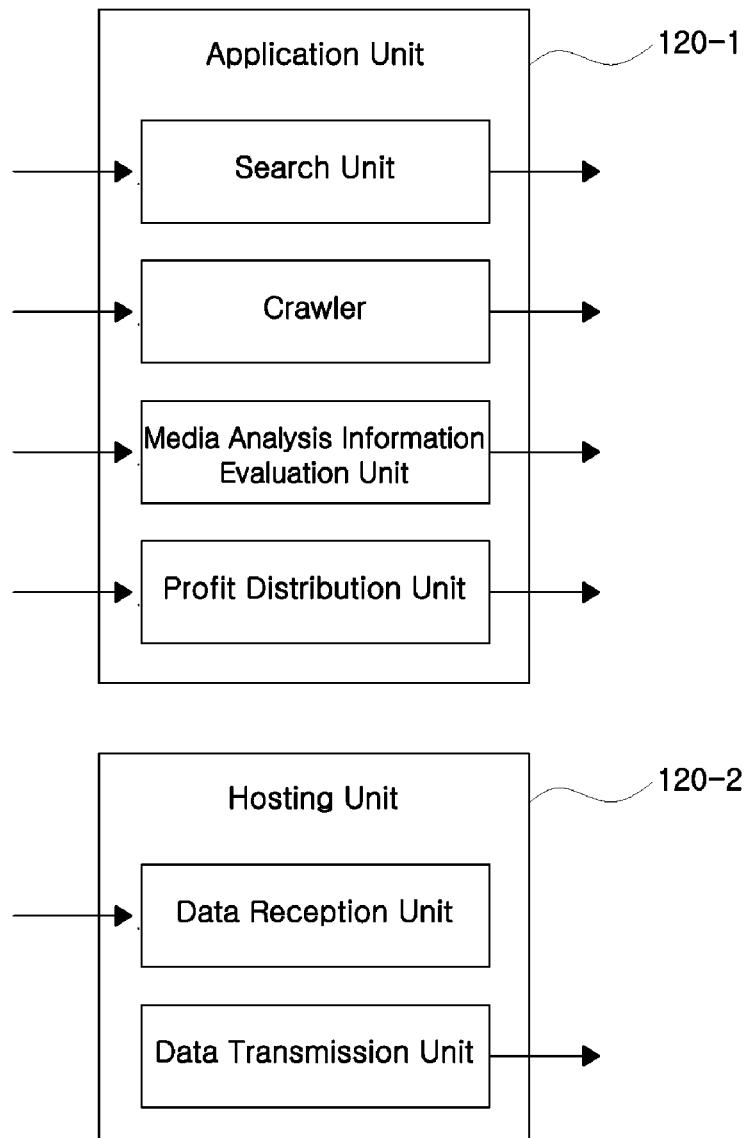 Application Unit
120-1
Search Unit
Crawler
Media Analysis Information
Evaluation Unit
Profit Distribution Unit
Hosting Unit
120-2
Data Reception Unit
Data Transmission Unit